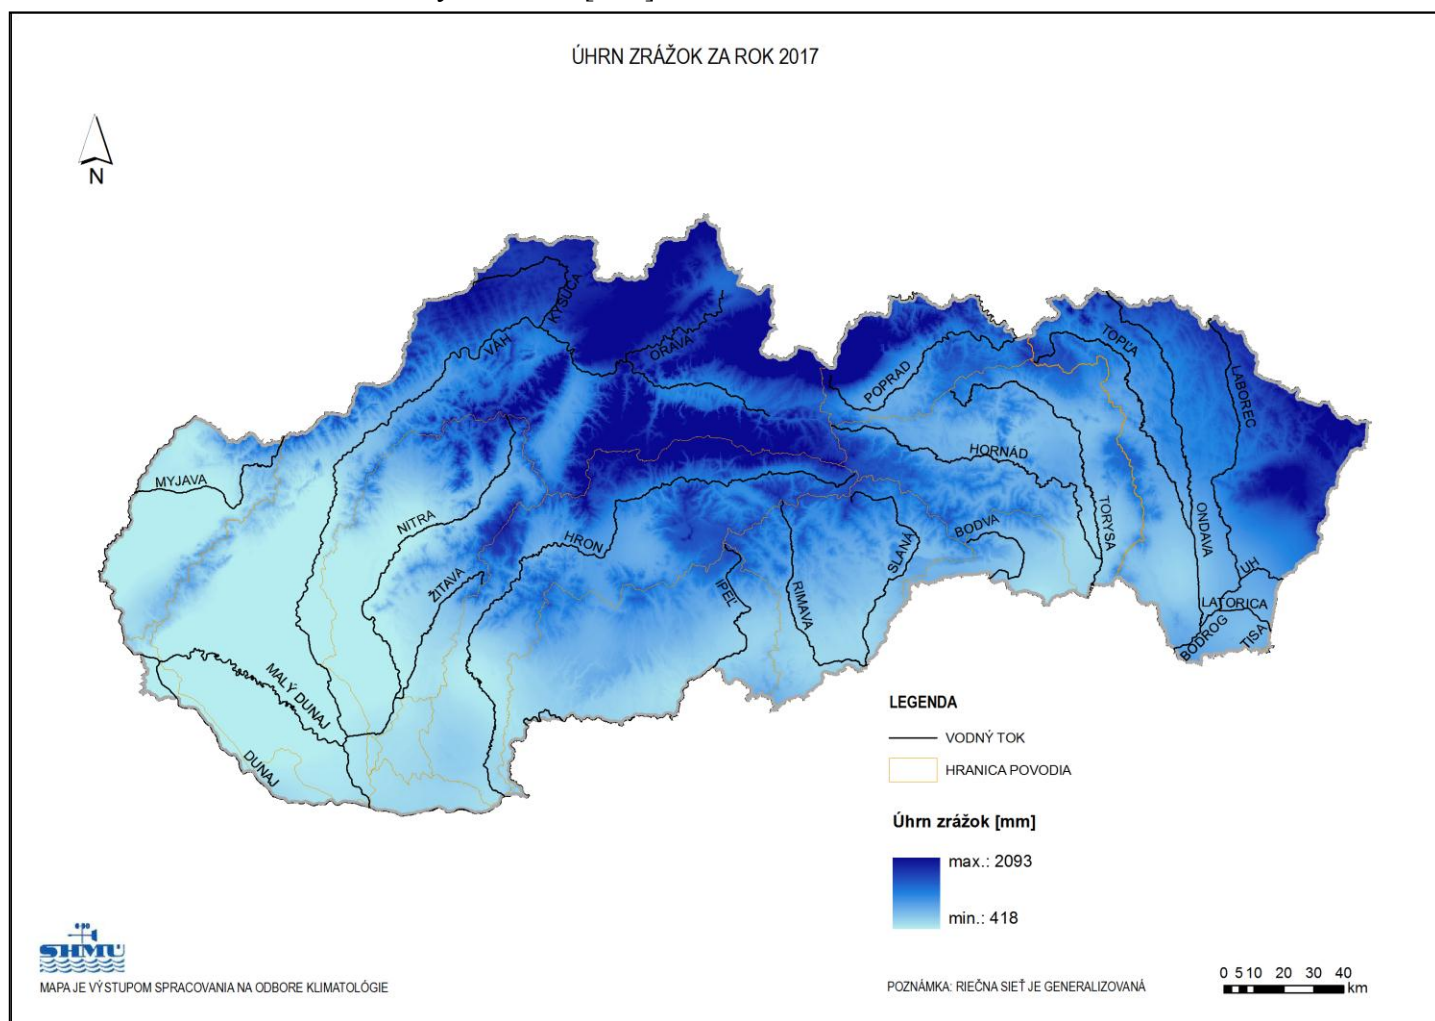 ÚHRN ZRÁŽOK ZA ROK 2017
N
KYSUCA
VÁH
ORAVA
POPRAD
TOPĽA
LABOREC
MYJAVA
HORNÁD
NITRA
HRON
BODVA
TORYSA
ONDAVA
ŽITAVA
IPEĽ
RIMAVA
SLANÁ
UH
LATORICA
BODROG
TISA
MALÝ DUNAJ
DUNAJ
LEGENDA
VODNÝ TOK
HRANICA POVODIA
Úhrn zrážok [mm]
max.: 2093
min.: 418
SHMÚ
MAPA JE VÝSTUPOM SPRACOVANIA NA ODBORE KLIMATOLÓGIE
POZNÁMKA: RIEČNA SIEŤ JE GENERALIZOVANÁ
0 5 10 20 30 40
km